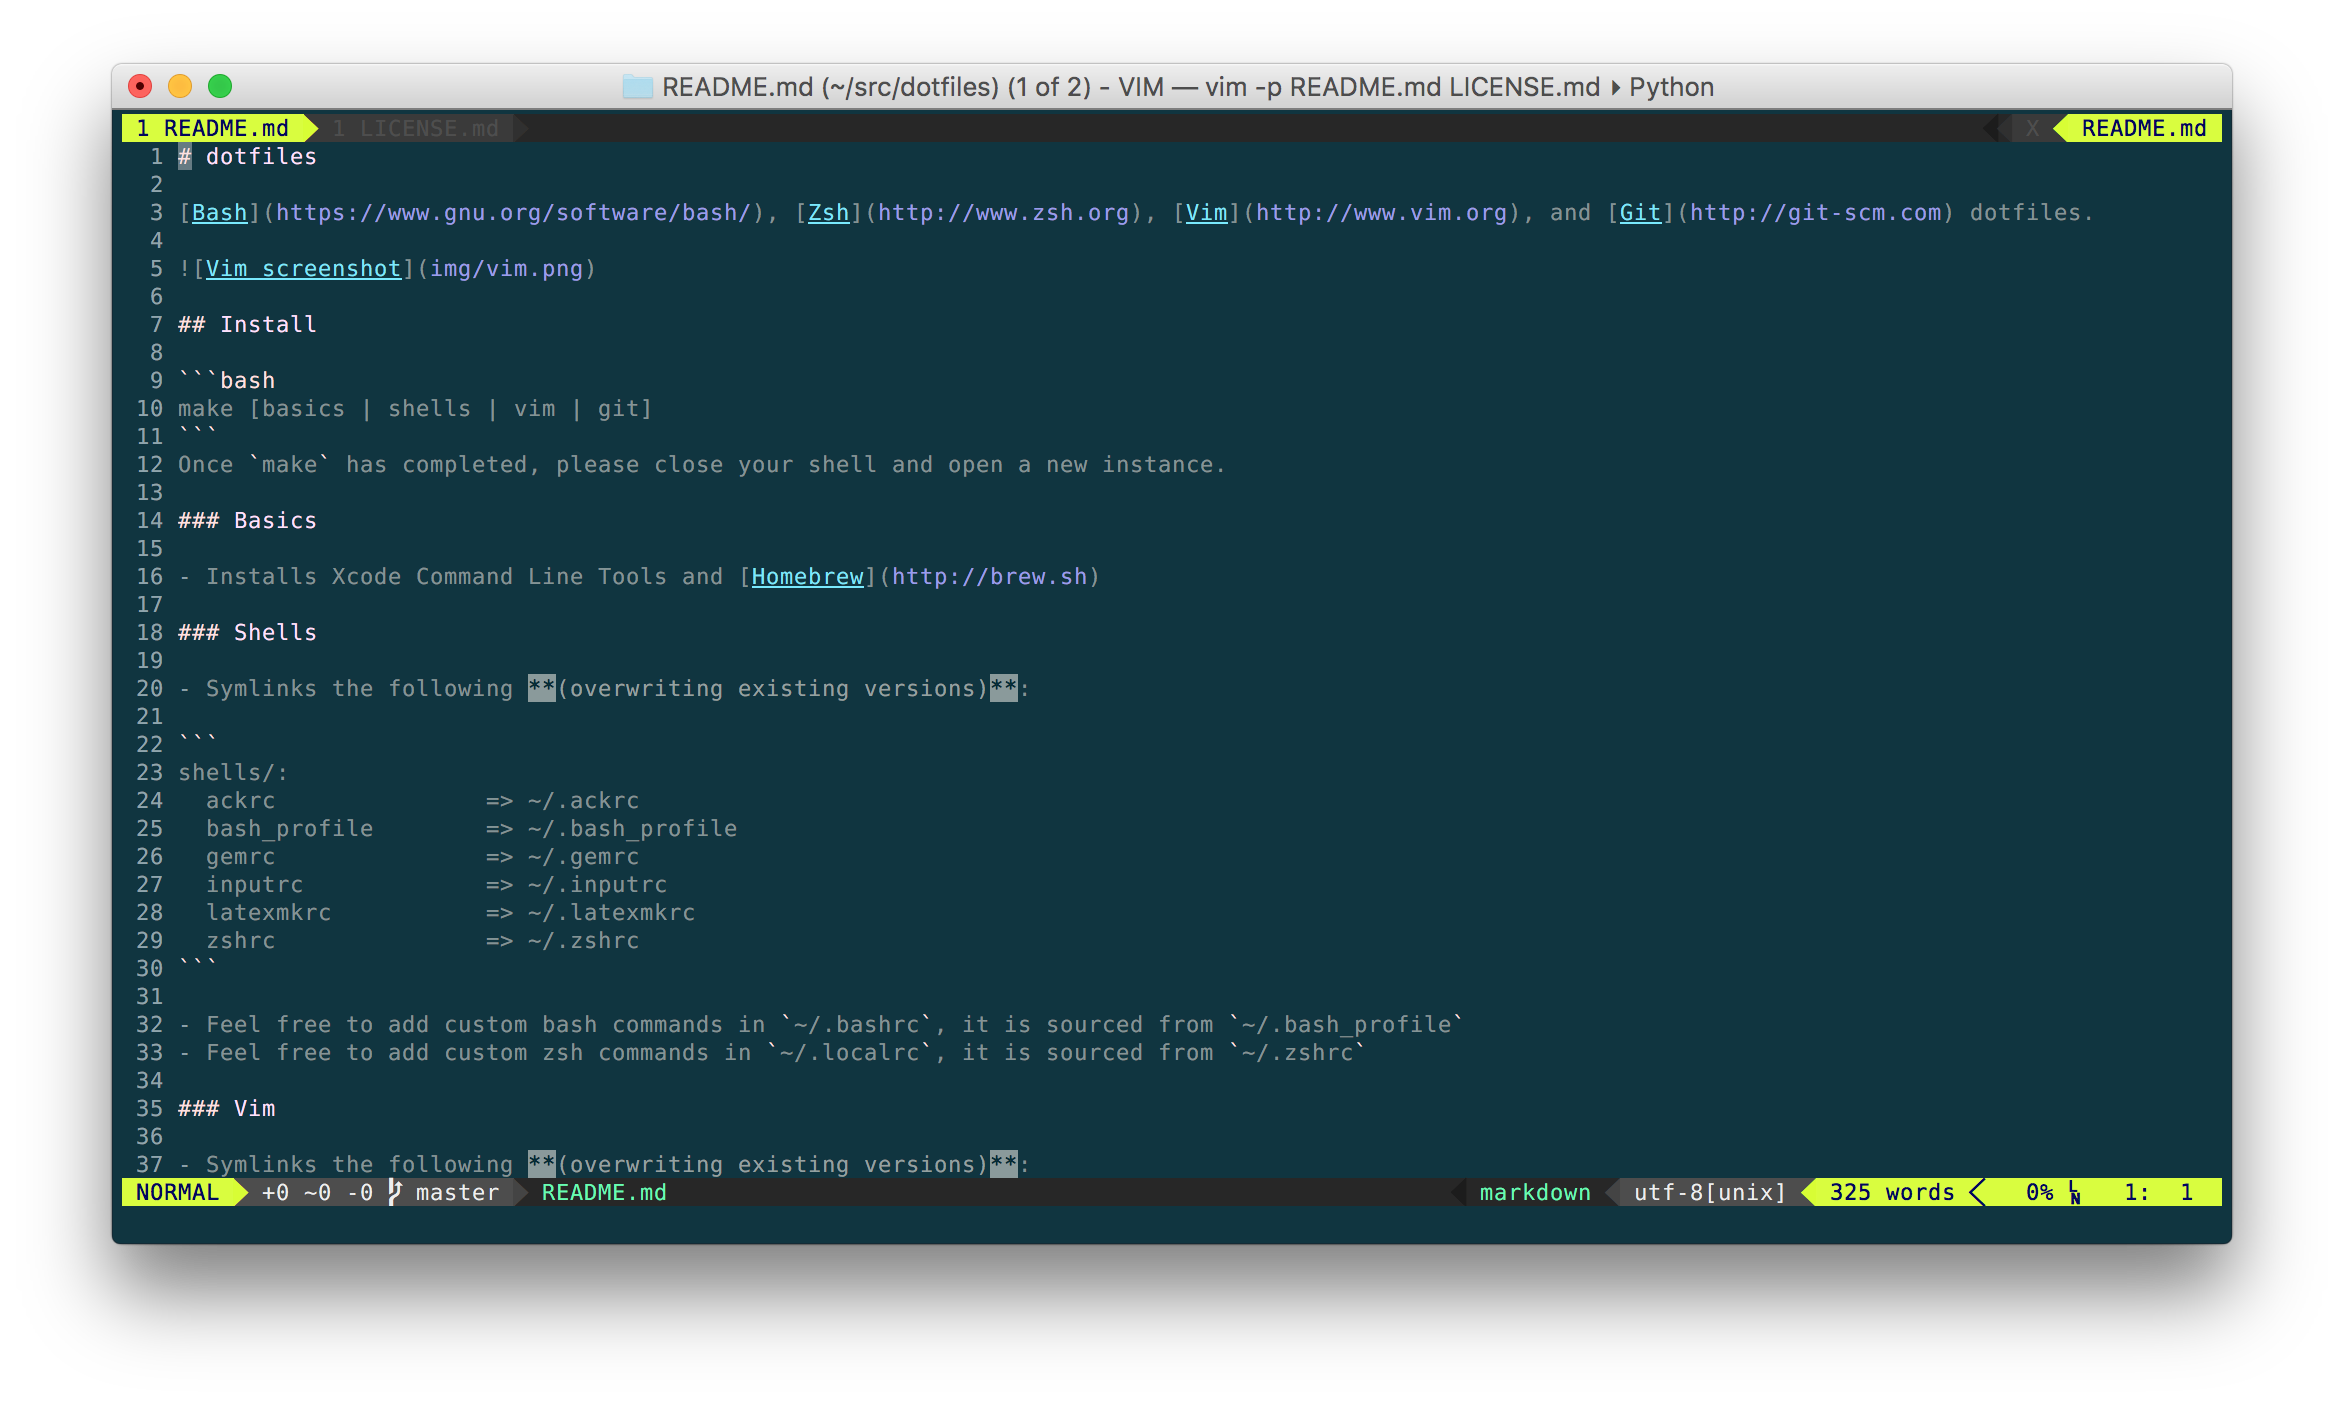 README.md (~/src/dotfiles) (1 of 2) - VIM — vim -p README.md LICENSE.md ▸ Python
1 README.md 1 LICENSE.md X README.md
1 # dotfiles
2
3 [Bash](https://www.gnu.org/software/bash/), [Zsh](http://www.zsh.org), [Vim](http://www.vim.org), and [Git](http://git-scm.com) dotfiles.
4
5 ![Vim screenshot](img/vim.png)
6
7 ## Install
8
9 ```bash
10 make [basics | shells | vim | git]
11 ```
12 Once `make` has completed, please close your shell and open a new instance.
13
14 ### Basics
15
16 - Installs Xcode Command Line Tools and [Homebrew](http://brew.sh)
17
18 ### Shells
19
20 - Symlinks the following **(overwriting existing versions)**:
21
22 ```
23 shells/:
24   ackrc               => ~/.ackrc
25   bash_profile        => ~/.bash_profile
26   gemrc               => ~/.gemrc
27   inputrc             => ~/.inputrc
28   latexmkrc           => ~/.latexmkrc
29   zshrc               => ~/.zshrc
30 ```
31
32 - Feel free to add custom bash commands in `~/.bashrc`, it is sourced from `~/.bash_profile`
33 - Feel free to add custom zsh commands in `~/.localrc`, it is sourced from `~/.zshrc`
34
35 ### Vim
36
37 - Symlinks the following **(overwriting existing versions)**:
NORMAL +0 ~0 -0 master README.md markdown utf-8[unix] 325 words 0% LN 1: 1